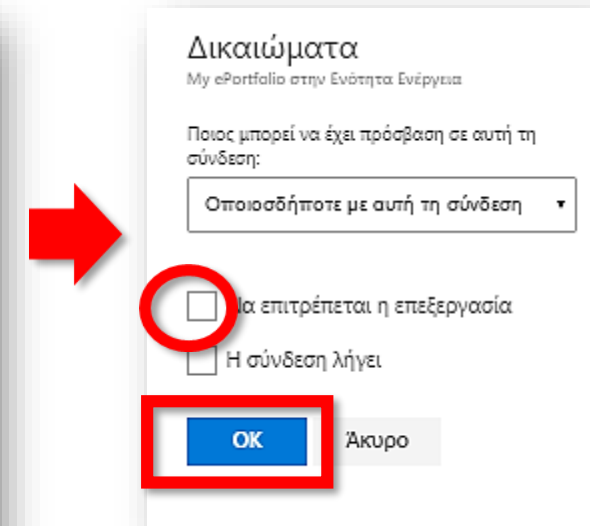 Δικαιώματα
My ePortfolio στην Ενότητα Ενέργεια
Ποιος μπορεί να έχει πρόσβαση σε αυτή τη
σύνδεση:
Οποιοσδήποτε με αυτή τη σύνδεση
Να επιτρέπεται η επεξεργασία
Η σύνδεση λήγει
OK
Άκυρο